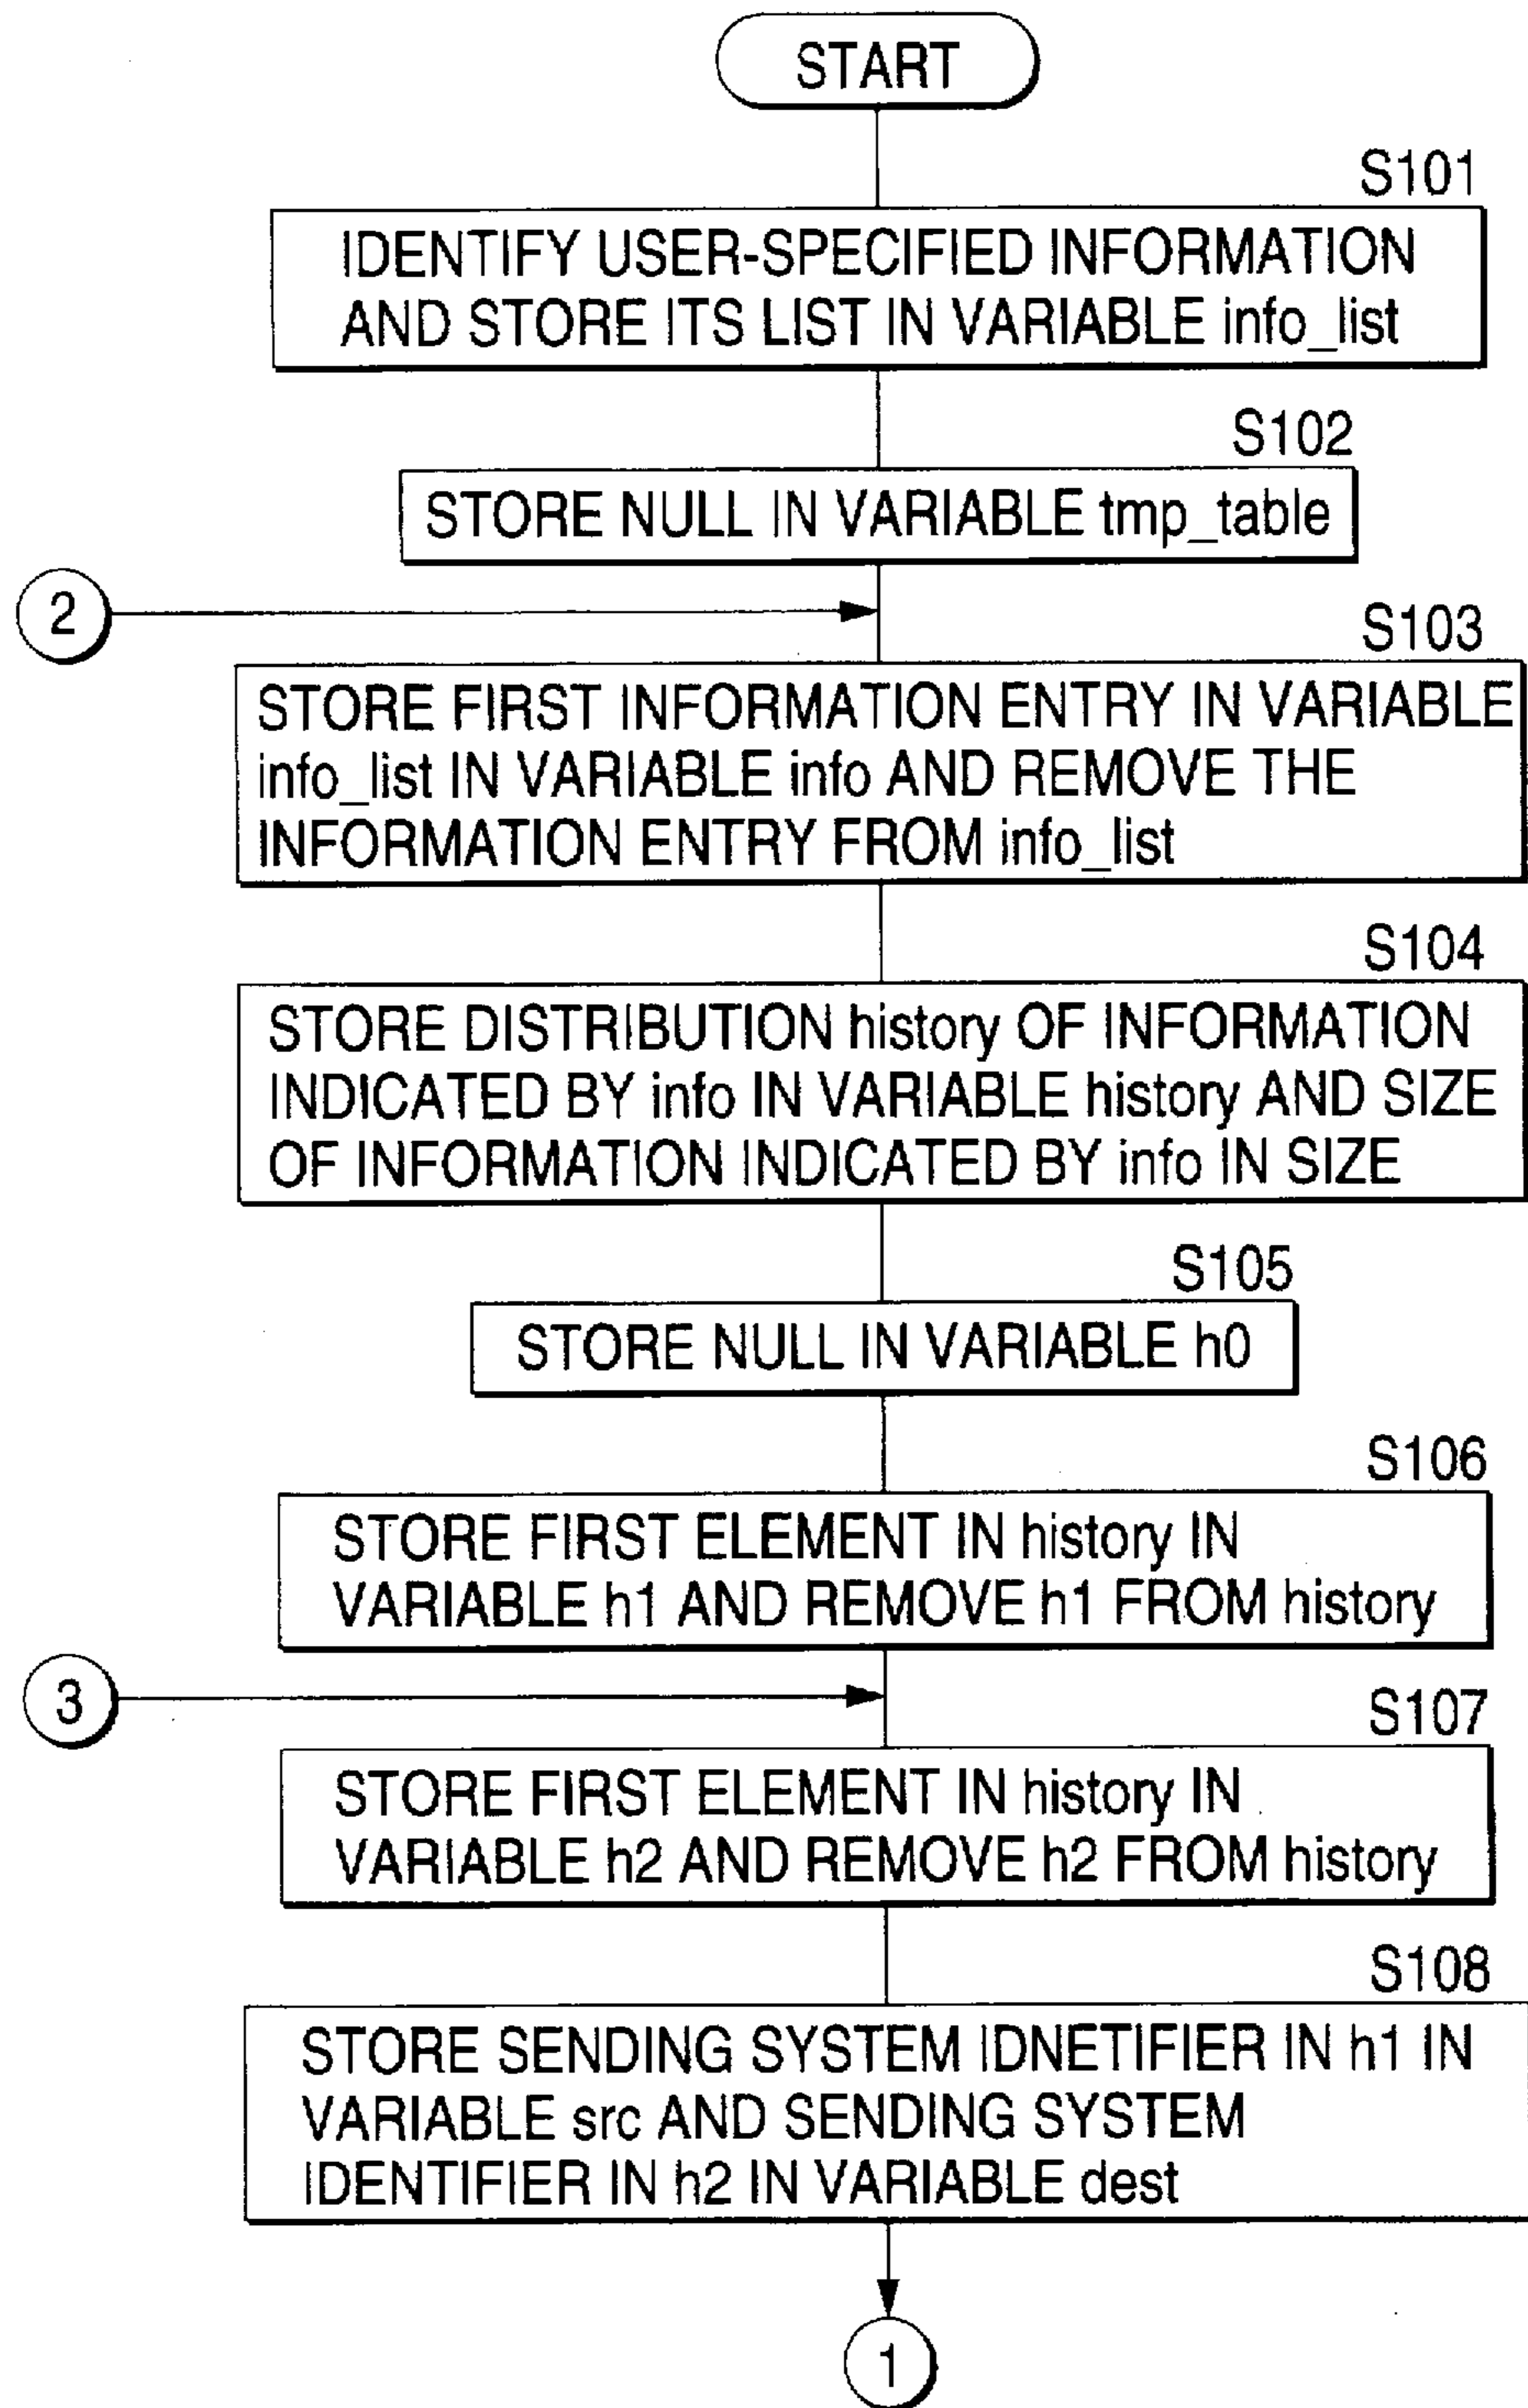 START
S101
IDENTIFY USER-SPECIFIED INFORMATION
AND STORE ITS LIST IN VARIABLE info_list
S102
STORE NULL IN VARIABLE tmp_table
2
S103
STORE FIRST INFORMATION ENTRY IN VARIABLE
info_list IN VARIABLE info AND REMOVE THE
INFORMATION ENTRY FROM info_list
S104
STORE DISTRIBUTION history OF INFORMATION
INDICATED BY info IN VARIABLE history AND SIZE
OF INFORMATION INDICATED BY info IN SIZE
S105
STORE NULL IN VARIABLE h0
S106
STORE FIRST ELEMENT IN history IN
VARIABLE h1 AND REMOVE h1 FROM history
3
S107
STORE FIRST ELEMENT IN history IN
VARIABLE h2 AND REMOVE h2 FROM history
S108
STORE SENDING SYSTEM IDNETIFIER IN h1 IN
VARIABLE src AND SENDING SYSTEM
IDENTIFIER IN h2 IN VARIABLE dest
1